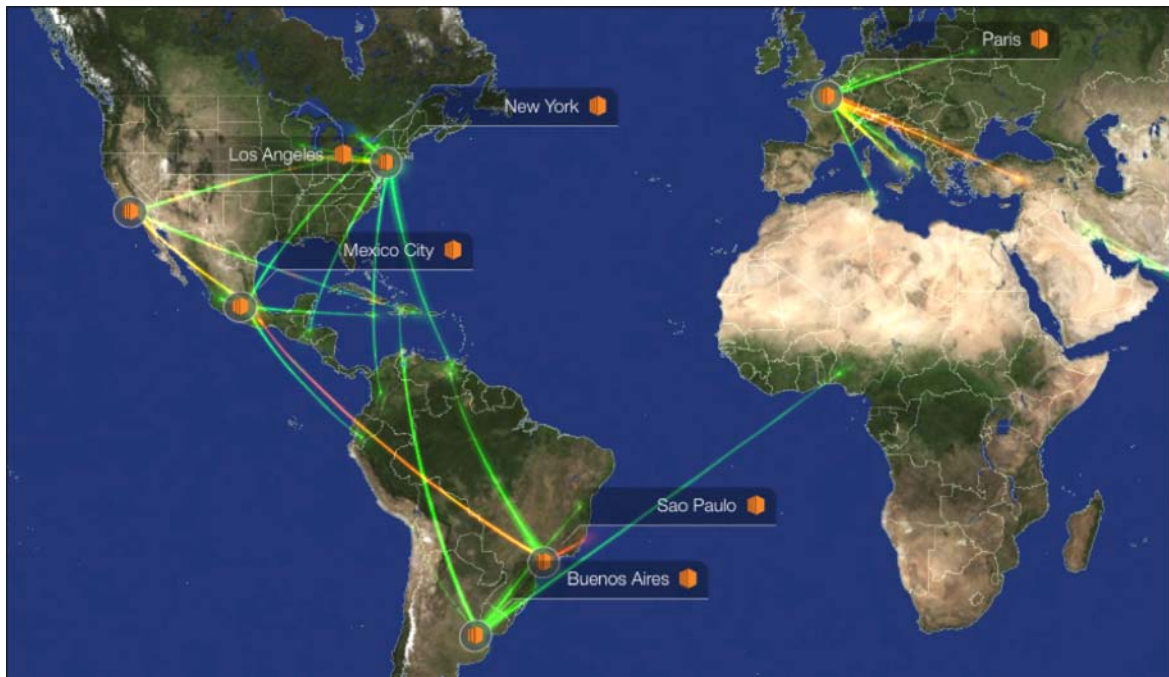 Paris
New York
Los Angeles
Mexico City
Sao Paulo
Buenos Aires